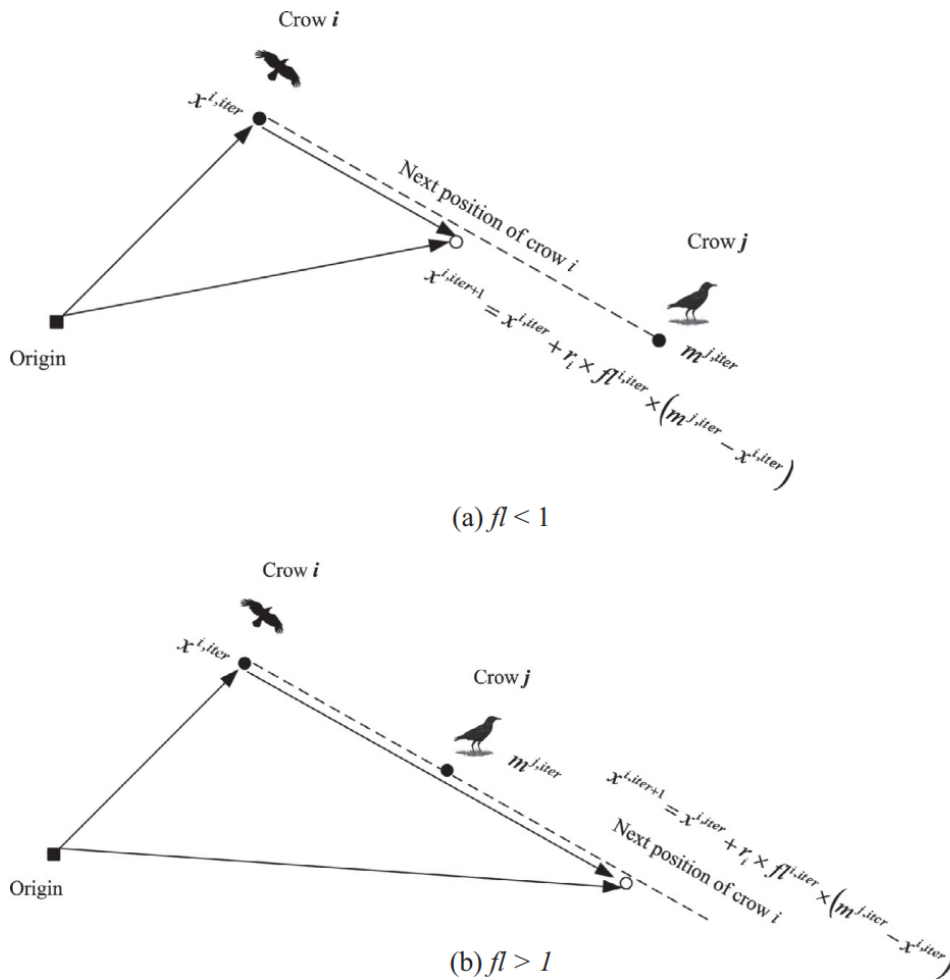 Crow i
x^{i,iter}
Next position of crow i
Crow j
m^{j,iter}
x^{i,iter+1} = x^{i,iter} + r_i × fl^{i,iter} × (m^{j,iter} − x^{i,iter})
Origin
(a) fl < 1
Crow i
x^{i,iter}
Crow j
m^{j,iter}
x^{i,iter+1} = x^{i,iter} + r_i × fl^{i,iter} × (m^{j,iter} − x^{i,iter})
Next position of crow i
Origin
(b) fl > 1